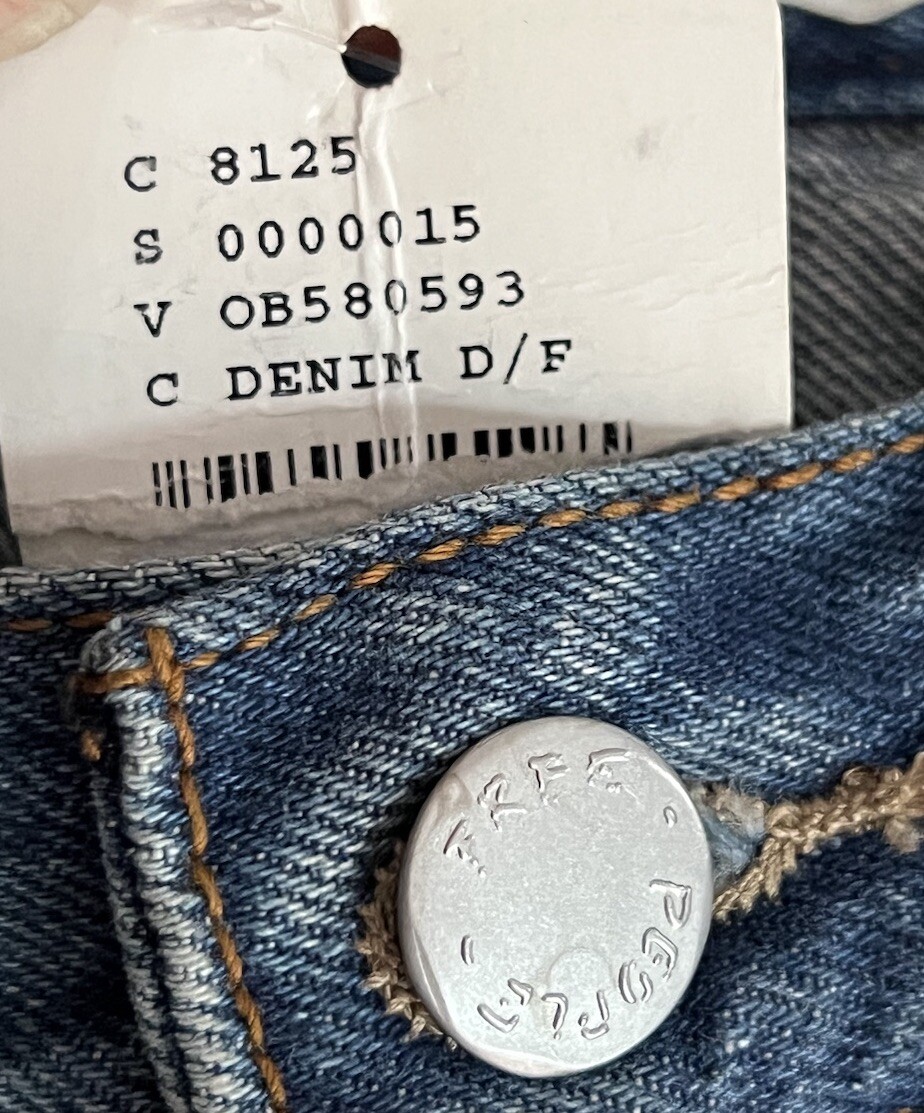 C 8125
S 0000015
V OB580593
C DENIM D/F
FREE
PEOPLE